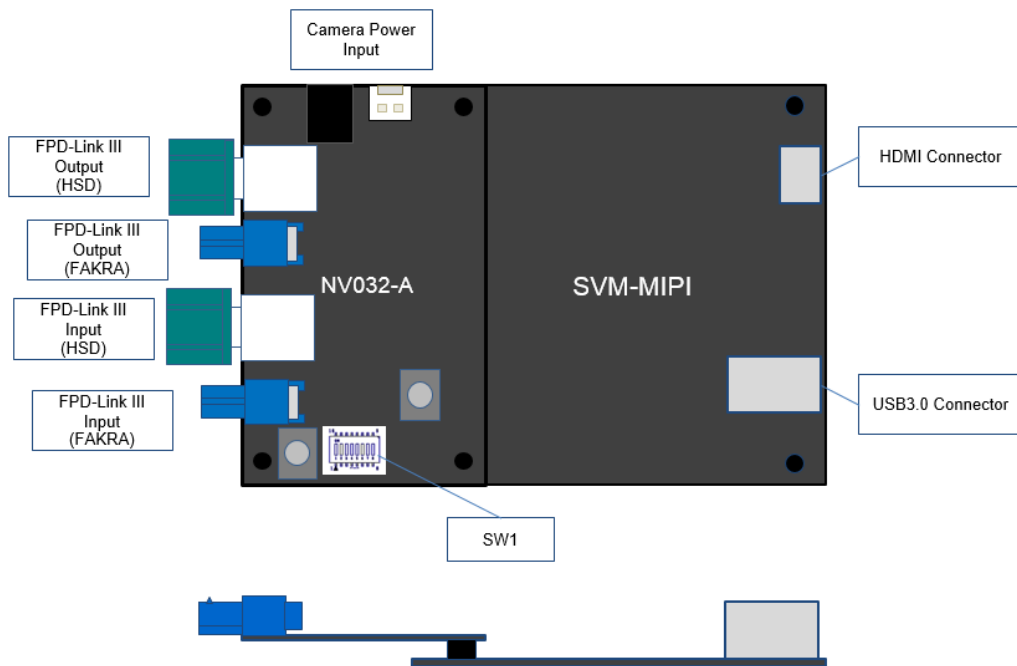 Camera Power
Input
FPD-Link III
Output
(HSD)
HDMI Connector
FPD-Link III
Output
(FAKRA)
NV032-A
SVM-MIPI
FPD-Link III
Input
(HSD)
FPD-Link III
Input
(FAKRA)
USB3.0 Connector
SW1